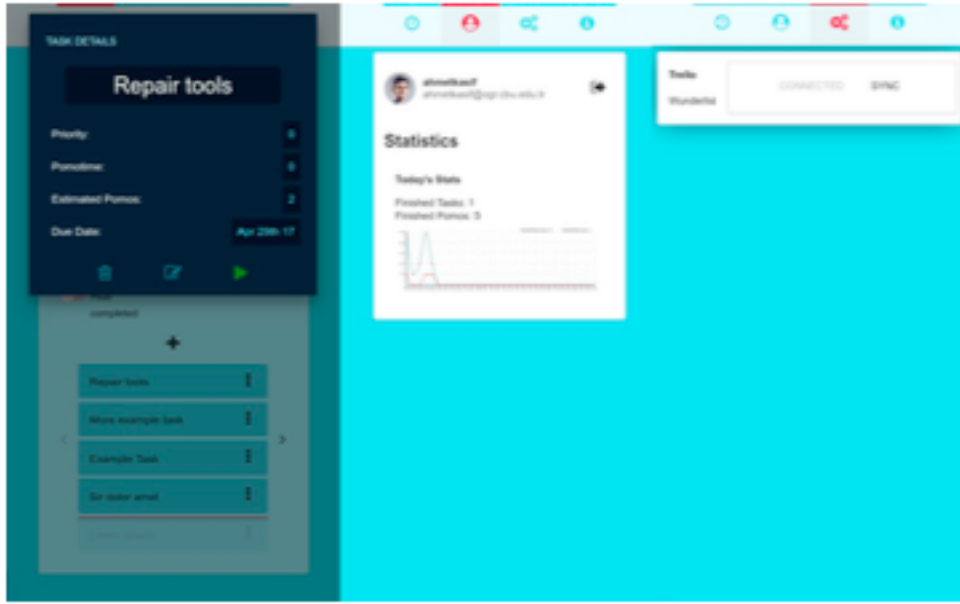 TASK DETAILS
Repair tools
Priority: 0
Pomotime: 0
Estimated Pomos: 2
Due Date: Apr 29th 17
completed
Repair tools
More example task
Example Task
Sir dolor amet
ahmetkasif
Statistics
Today's Stats
Finished Tasks: 1
Finished Pomos: 5
Trello
CONNECTED SYNC
Wunderlist